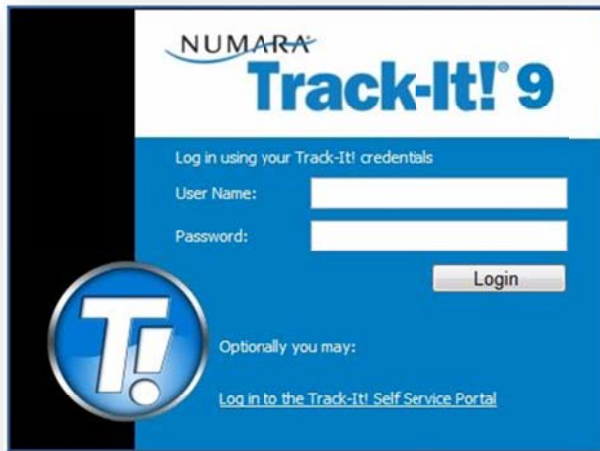 NUMARA
Track-It!® 9
Log in using your Track-It! credentials
User Name:
Password:
Login
T!
Optionally you may:
Log in to the Track-It! Self Service Portal